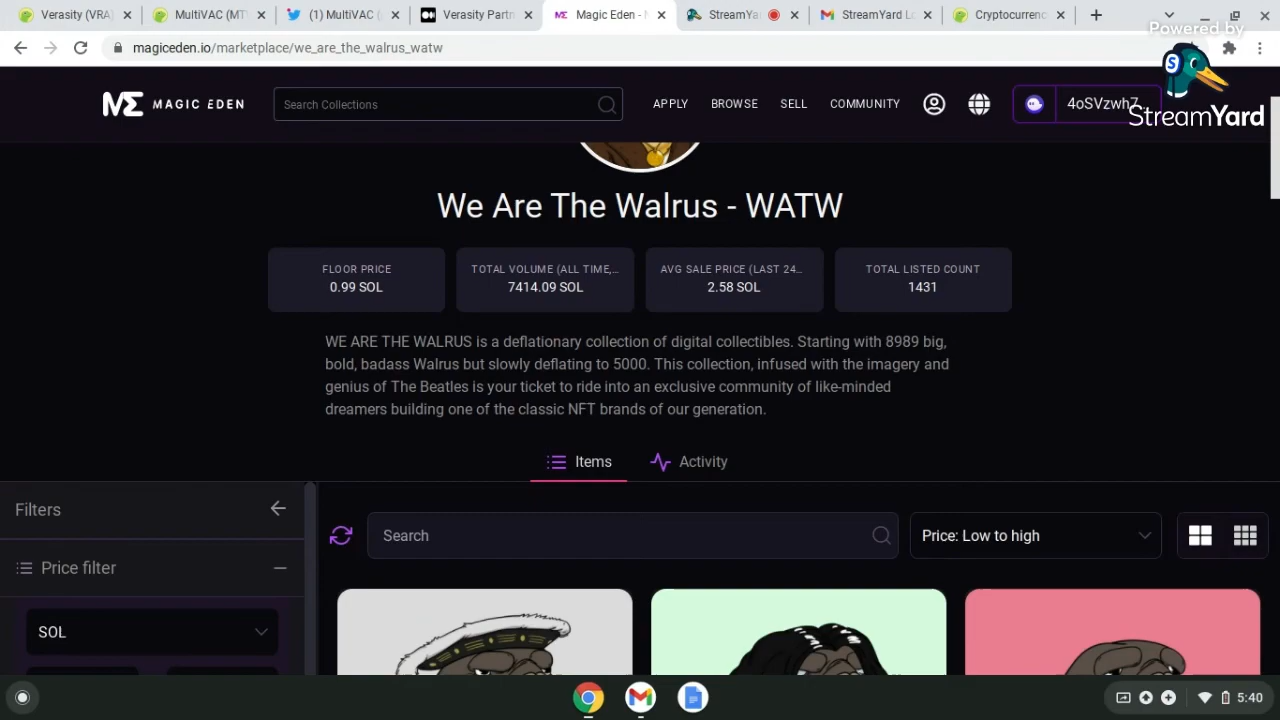 Verasity (VRA)
MultiVAC (MT
(1) MultiVAC (
Verasity Partn
Magic Eden - N
StreamYa
StreamYard Lo
Cryptocurrenc
magiceden.io/marketplace/we_are_the_walrus_watw
Powered by
StreamYard
MAGIC EDEN
Search Collections
APPLY
BROWSE
SELL
COMMUNITY
4oSVzwhZ
We Are The Walrus - WATW
FLOOR PRICE
0.99 SOL
TOTAL VOLUME (ALL TIME,...
7414.09 SOL
AVG SALE PRICE (LAST 24...
2.58 SOL
TOTAL LISTED COUNT
1431
WE ARE THE WALRUS is a deflationary collection of digital collectibles. Starting with 8989 big,
bold, badass Walrus but slowly deflating to 5000. This collection, infused with the imagery and
genius of The Beatles is your ticket to ride into an exclusive community of like-minded
dreamers building one of the classic NFT brands of our generation.
Items
Activity
Filters
Search
Price: Low to high
Price filter
SOL
5:40